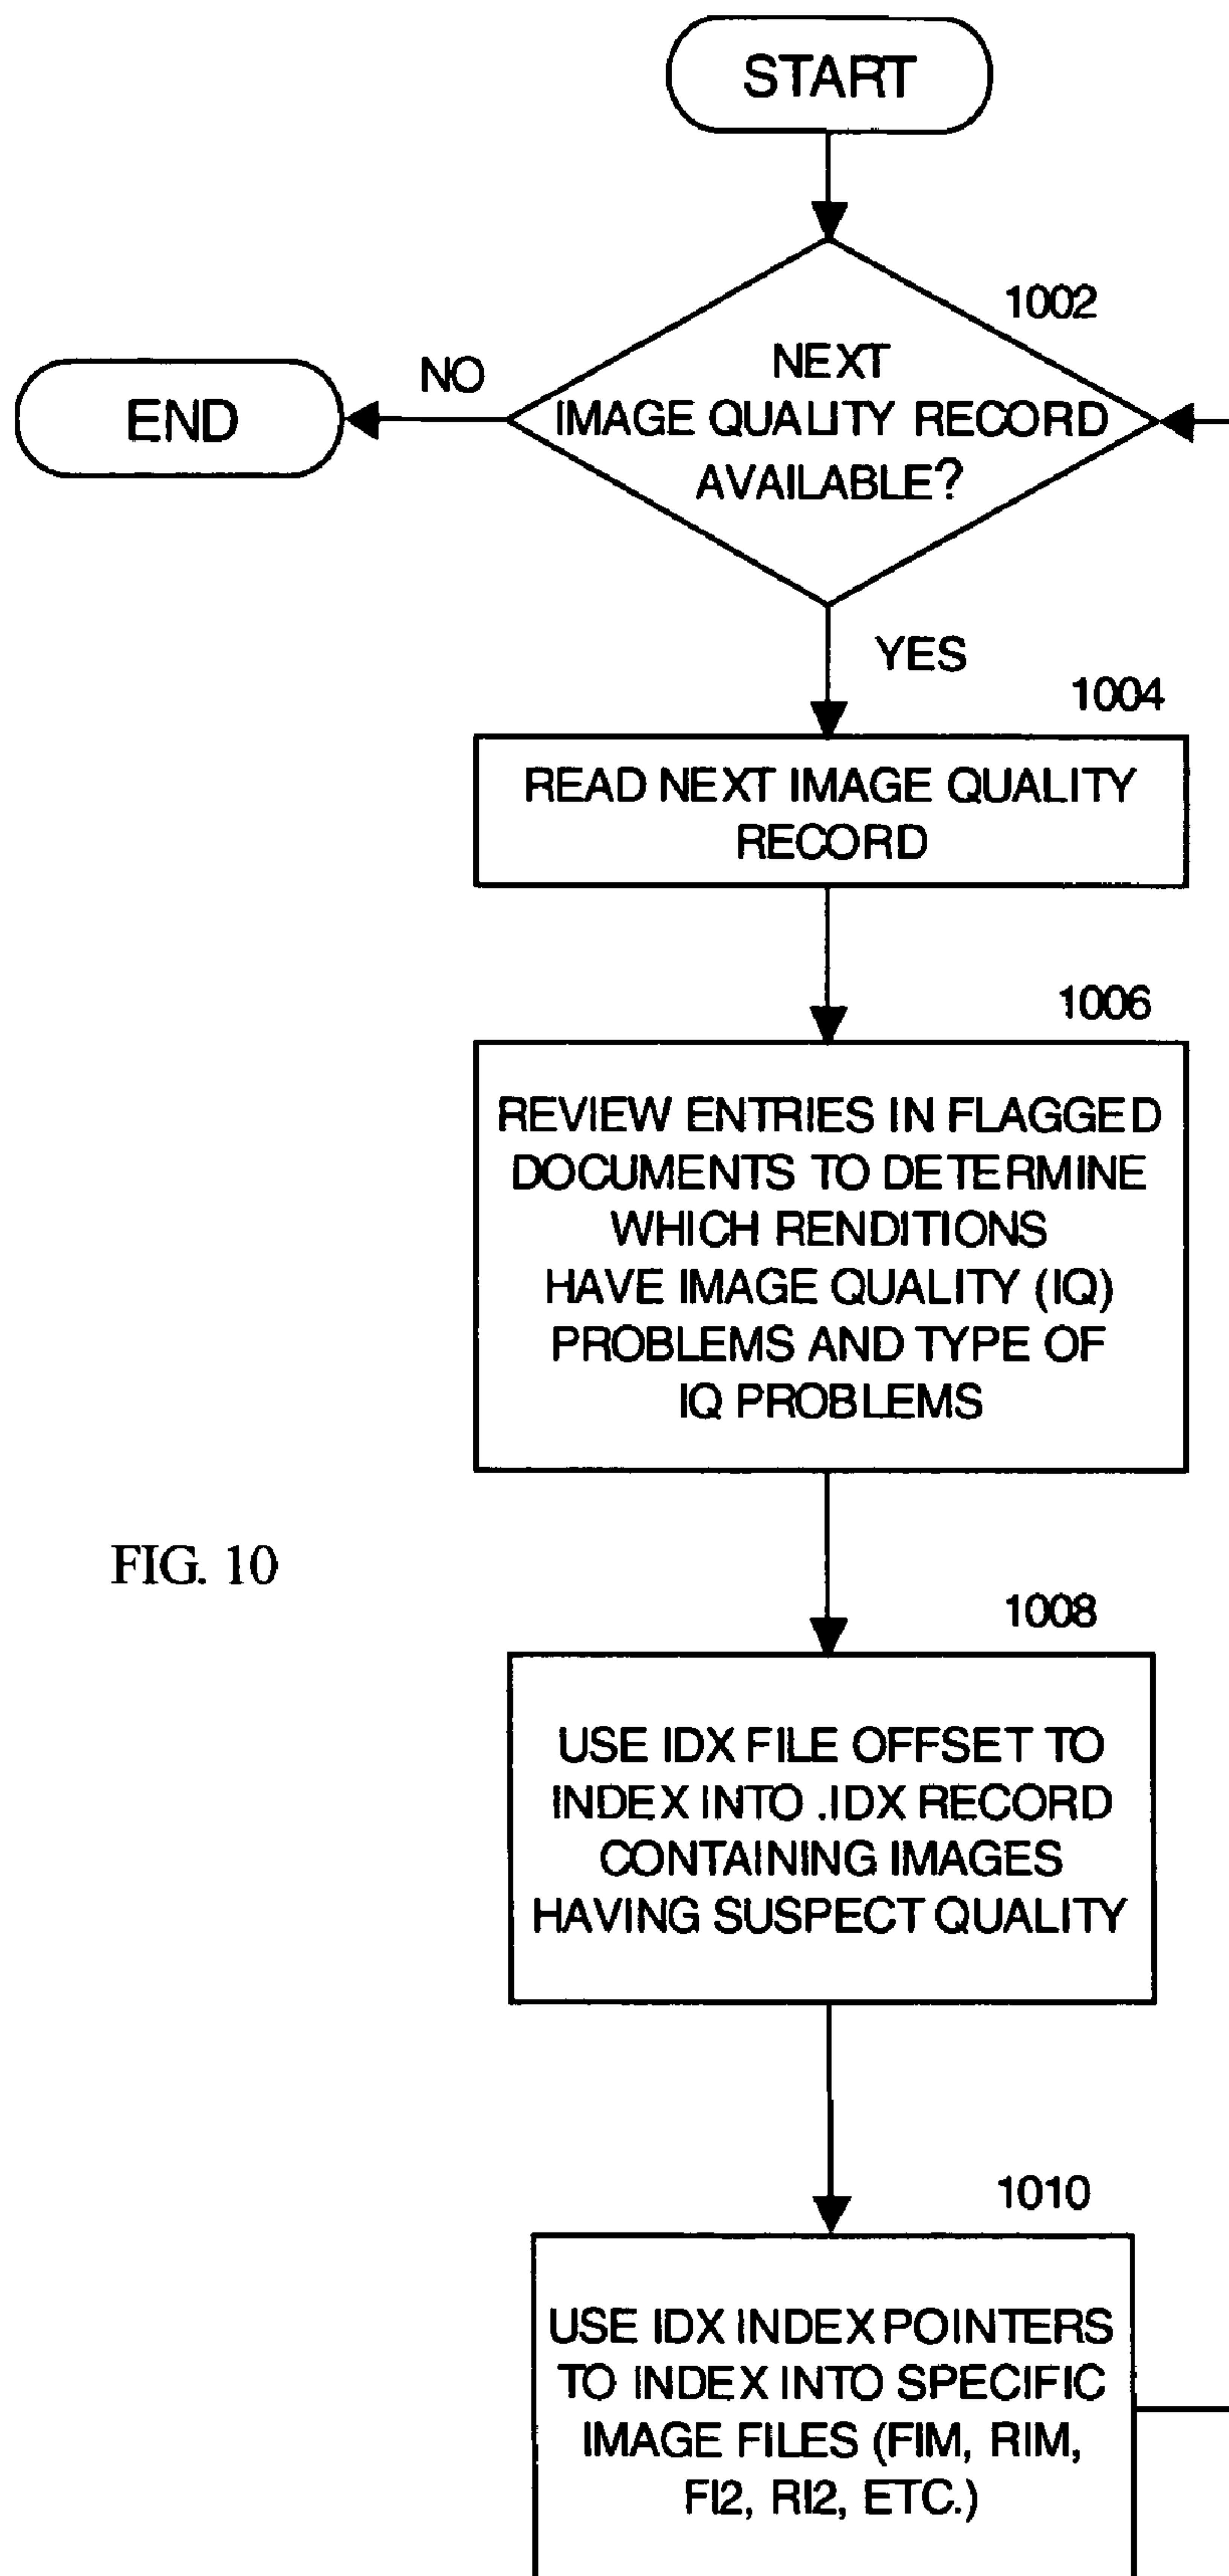 START
1002
NEXT
IMAGE QUALITY RECORD
AVAILABLE?
NO
END
YES
1004
READ NEXT IMAGE QUALITY
RECORD
1006
REVIEW ENTRIES IN FLAGGED
DOCUMENTS TO DETERMINE
WHICH RENDITIONS
HAVE IMAGE QUALITY (IQ)
PROBLEMS AND TYPE OF
IQ PROBLEMS
FIG. 10
1008
USE IDX FILE OFFSET TO
INDEX INTO .IDX RECORD
CONTAINING IMAGES
HAVING SUSPECT QUALITY
1010
USE IDX INDEX POINTERS
TO INDEX INTO SPECIFIC
IMAGE FILES (FIM, RIM,
FI2, RI2, ETC.)